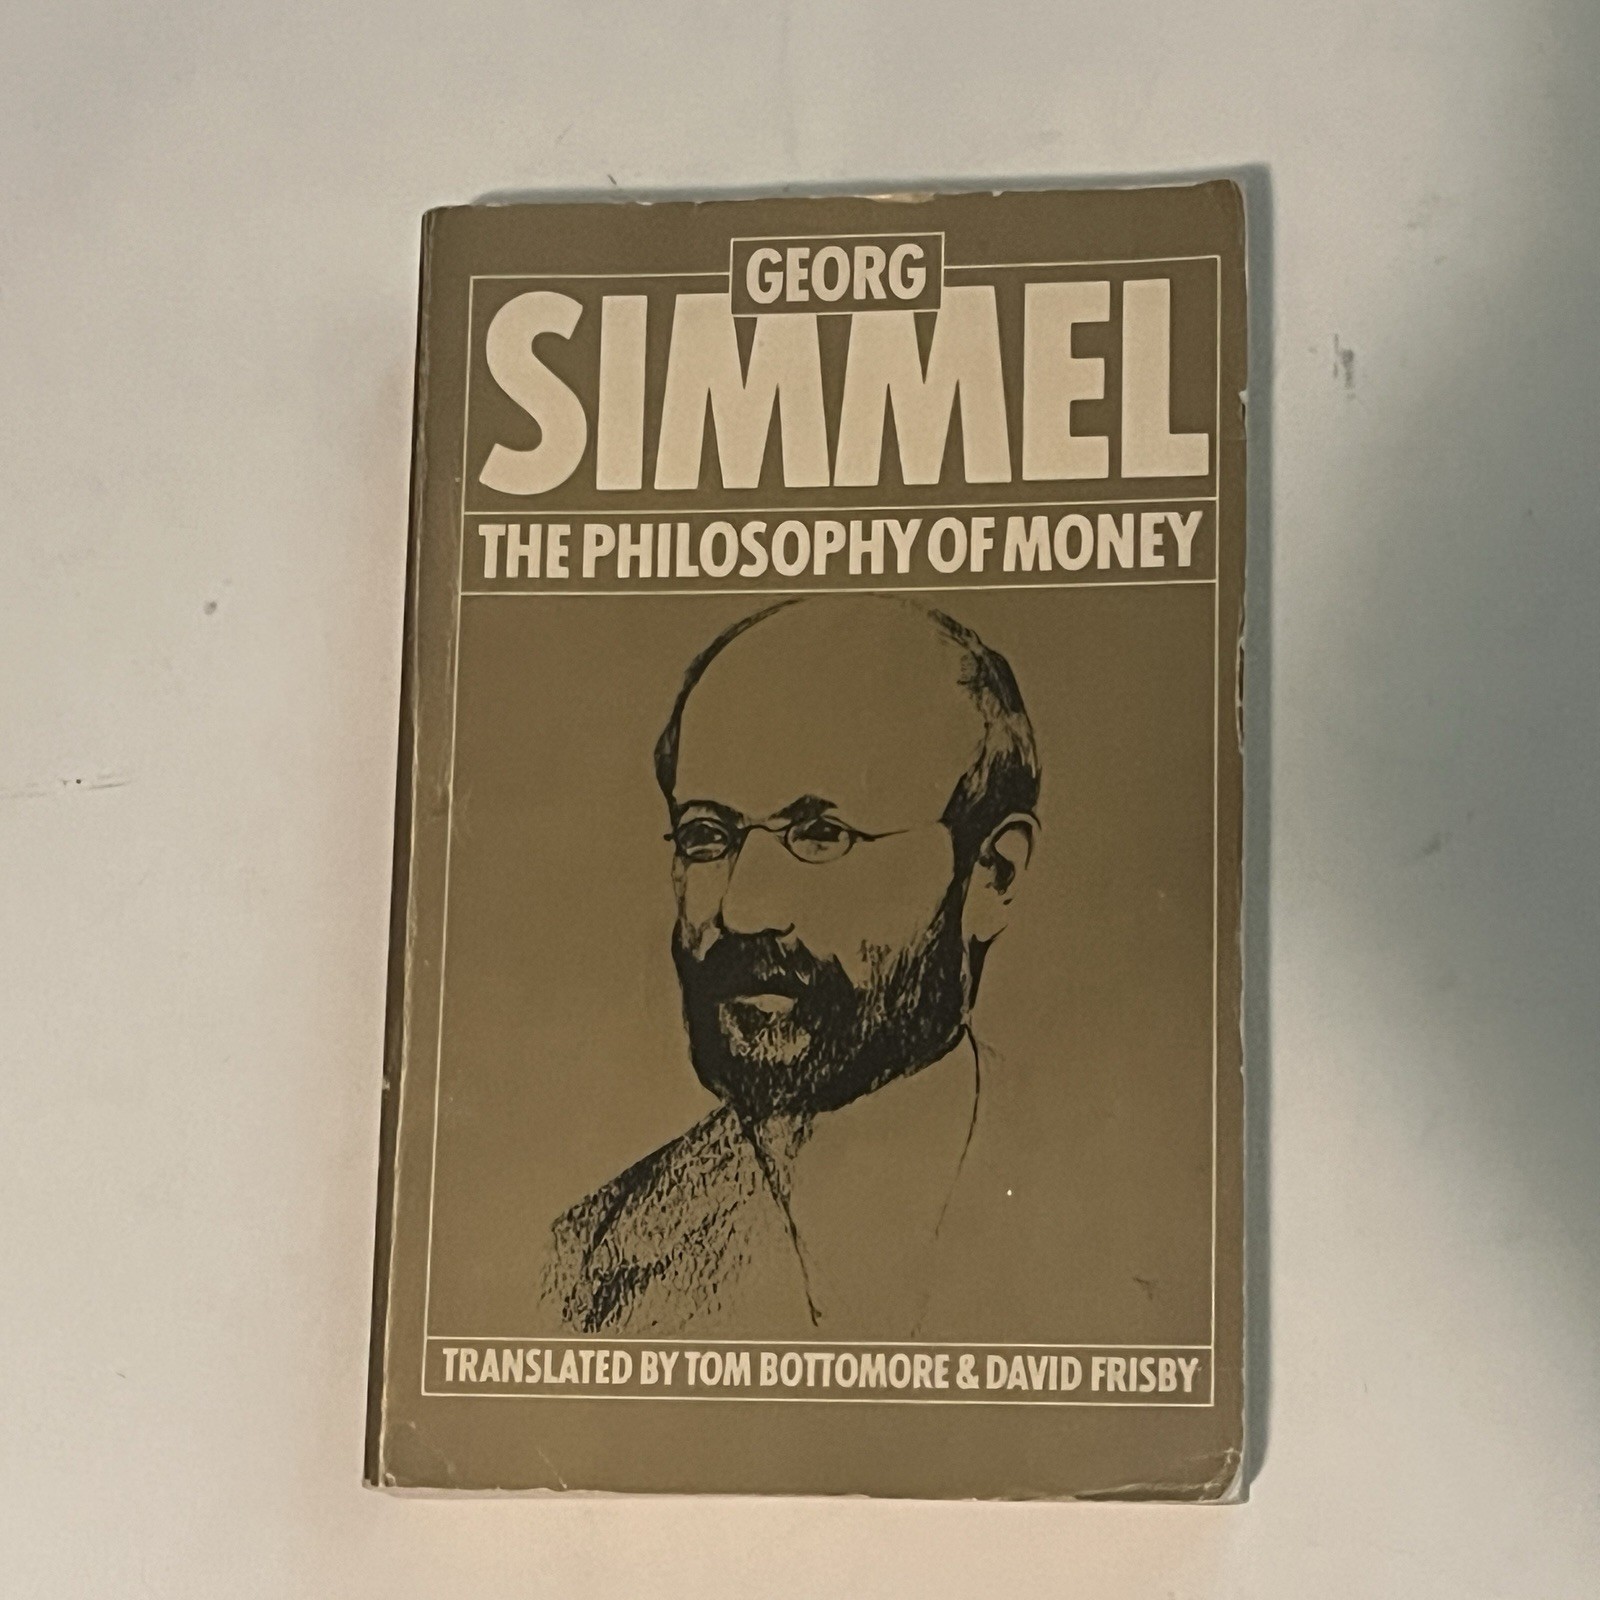 GEORG
SIMMEL
THE PHILOSOPHY OF MONEY
TRANSLATED BY TOM BOTTOMORE & DAVID FRISBY